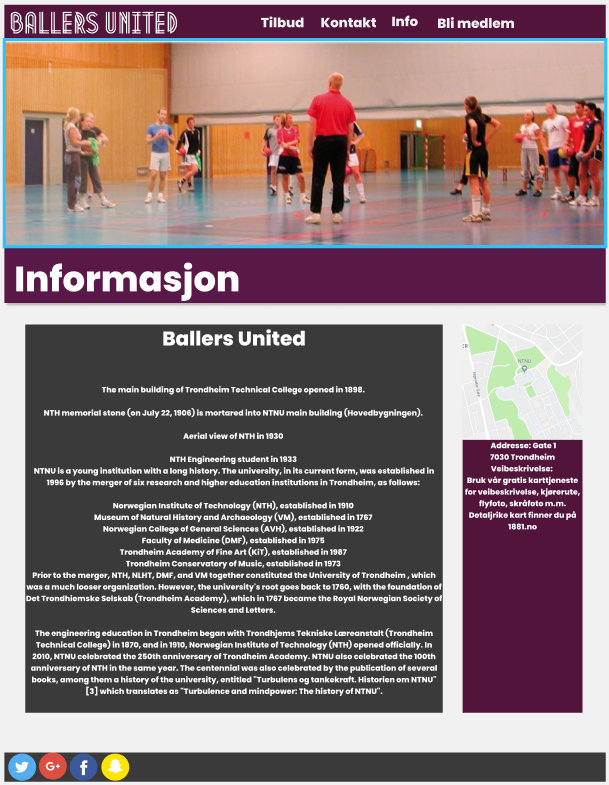 BALLERS UNITED
Tilbud Kontakt Info Bli medlem
Informasjon
Ballers United
The main building of Trondheim Technical College opened in 1898.
NTH memorial stone (on July 22, 1906) is mortared into NTNU main building (Hovedbygningen).
Aerial view of NTH in 1930
NTH Engineering student in 1933
NTNU is a young institution with a long history. The university, in its current form, was established in
1996 by the merger of six research and higher education institutions in Trondheim, as follows:
Norwegian Institute of Technology (NTH), established in 1910
Museum of Natural History and Archaeology (VM), established in 1767
Norwegian College of General Sciences (AVH), established in 1922
Faculty of Medicine (DMF), established in 1975
Trondheim Academy of Fine Art (KiT), established in 1987
Trondheim Conservatory of Music, established in 1973
Prior to the merger, NTH, NLHT, DMF, and VM together constituted the University of Trondheim , which
was a much looser organization. However, the university's root goes back to 1760, with the foundation of
Det Trondhiemske Selskab (Trondheim Academy), which in 1767 became the Royal Norwegian Society of
Sciences and Letters.
The engineering education in Trondheim began with Trondhjems Tekniske Læreanstalt (Trondheim
Technical College) in 1870, and in 1910, Norwegian Institute of Technology (NTH) opened officially. In
2010, NTNU celebrated the 250th anniversary of Trondheim Academy. NTNU also celebrated the 100th
anniversary of NTH in the same year. The centennial was also celebrated by the publication of several
books, among them a history of the university, entitled "Turbulens og tankekraft. Historien om NTNU"
[3] which translates as "Turbulence and mindpower: The history of NTNU".
NTNU
Addresse: Gate 1
7030 Trondheim
Veibeskrivelse:
Bruk vår gratis karttjeneste
for veibeskrivelse, kjørerute,
flyfoto, skråfoto m.m.
Detaljrike kart finner du på
1881.no
G+ f